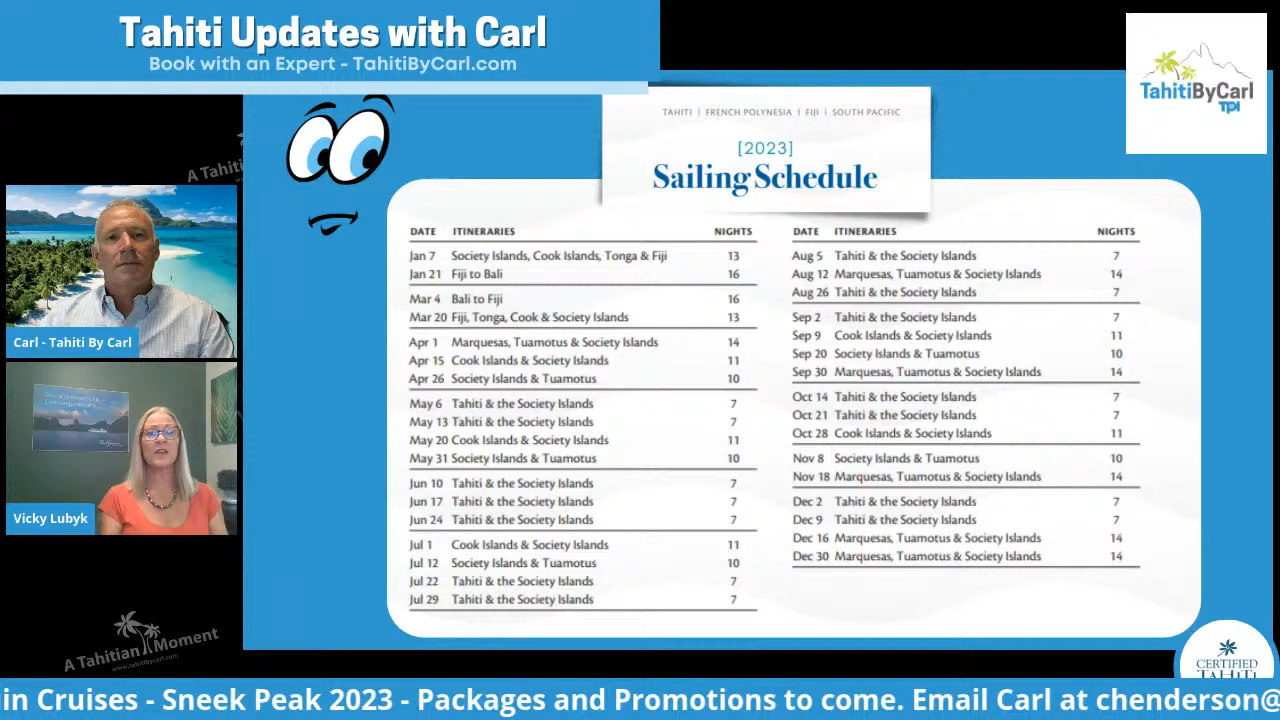 Tahiti Updates with Carl
Book with an Expert - TahitiByCarl.com
TahitiByCarl
TPI
A Tahiti
TAHITI | FRENCH POLYNESIA | FIJI | SOUTH PACIFIC
[2023]
Sailing Schedule
DATE ITINERARIES NIGHTS
Jan 7 Society Islands, Cook Islands, Tonga & Fiji 13
Jan 21 Fiji to Bali 16
Mar 4 Bali to Fiji 16
Mar 20 Fiji, Tonga, Cook & Society Islands 13
Apr 1 Marquesas, Tuamotus & Society Islands 14
Apr 15 Cook Islands & Society Islands 11
Apr 26 Society Islands & Tuamotus 10
May 6 Tahiti & the Society Islands 7
May 13 Tahiti & the Society Islands 7
May 20 Cook Islands & Society Islands 11
May 31 Society Islands & Tuamotus 10
Jun 10 Tahiti & the Society Islands 7
Jun 17 Tahiti & the Society Islands 7
Jun 24 Tahiti & the Society Islands 7
Jul 1 Cook Islands & Society Islands 11
Jul 12 Society Islands & Tuamotus 10
Jul 22 Tahiti & the Society Islands 7
Jul 29 Tahiti & the Society Islands 7
DATE ITINERARIES NIGHTS
Aug 5 Tahiti & the Society Islands 7
Aug 12 Marquesas, Tuamotus & Society Islands 14
Aug 26 Tahiti & the Society Islands 7
Sep 2 Tahiti & the Society Islands 7
Sep 9 Cook Islands & Society Islands 11
Sep 20 Society Islands & Tuamotus 10
Sep 30 Marquesas, Tuamotus & Society Islands 14
Oct 14 Tahiti & the Society Islands 7
Oct 21 Tahiti & the Society Islands 7
Oct 28 Cook Islands & Society Islands 11
Nov 8 Society Islands & Tuamotus 10
Nov 18 Marquesas, Tuamotus & Society Islands 14
Dec 2 Tahiti & the Society Islands 7
Dec 9 Tahiti & the Society Islands 7
Dec 16 Marquesas, Tuamotus & Society Islands 14
Dec 30 Marquesas, Tuamotus & Society Islands 14
Carl - Tahiti By Carl
Vicky Lubyk
A Tahitian Moment
www.tahitibycarl.com
CERTIFIED
TAHITI
in Cruises - Sneek Peak 2023 - Packages and Promotions to come. Email Carl at chenderson@